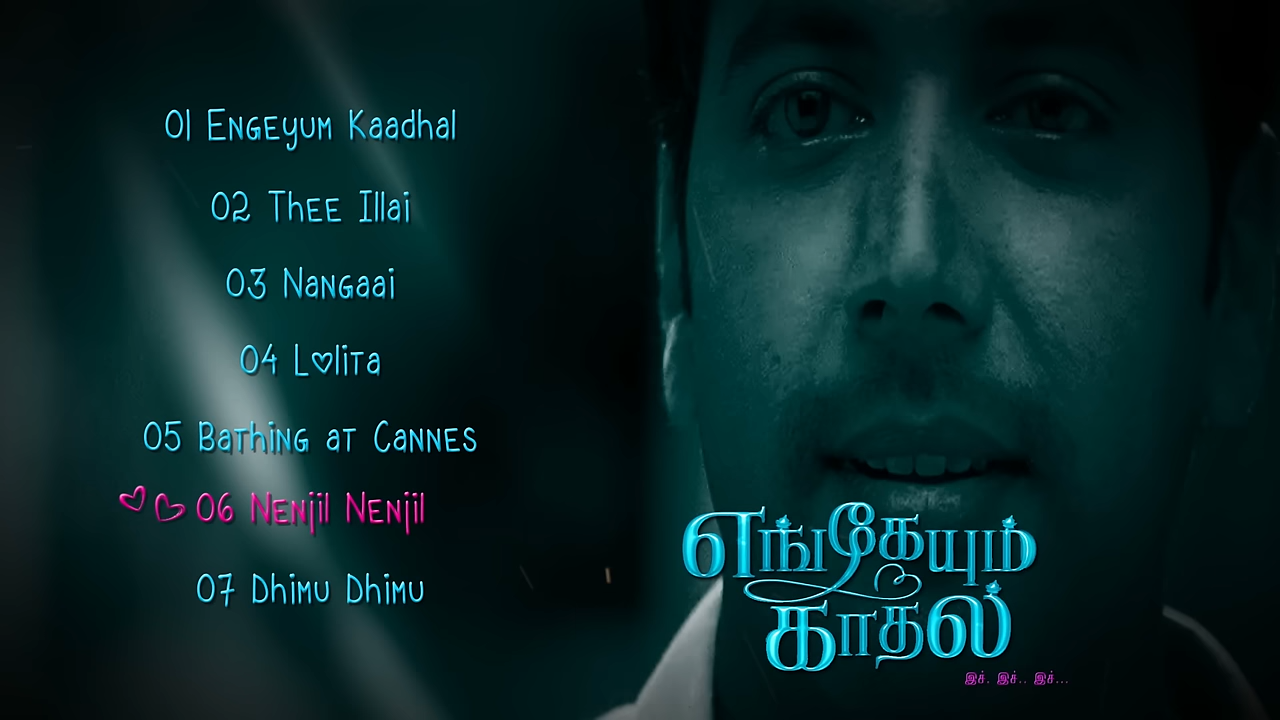 01 Engeyum Kaadhal
02 Thee Illai
03 Nangaai
04 Lolita
05 Bathing at Cannes
06 Nenjil Nenjil
07 Dhimu Dhimu
எங்கேயும்
காதல்
இச். இச்.. இச்...